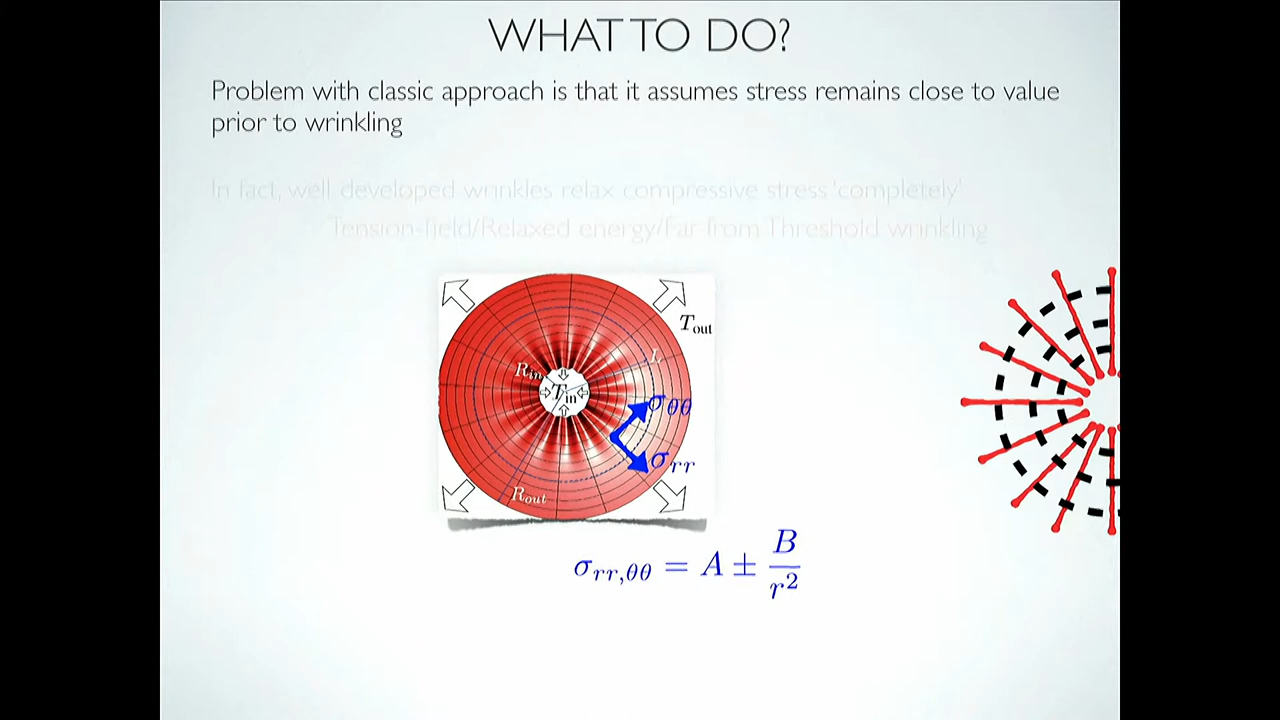 WHAT TO DO?
Problem with classic approach is that it assumes stress remains close to value
prior to wrinkling
In fact, well developed wrinkles relax compressive stress 'completely'
Tension-field/Relaxed energy/Far from Threshold wrinkling
T_out
L
R_in
T_in
σ_θθ
σ_rr
R_out
σ_{rr,θθ} = A ± B/r²